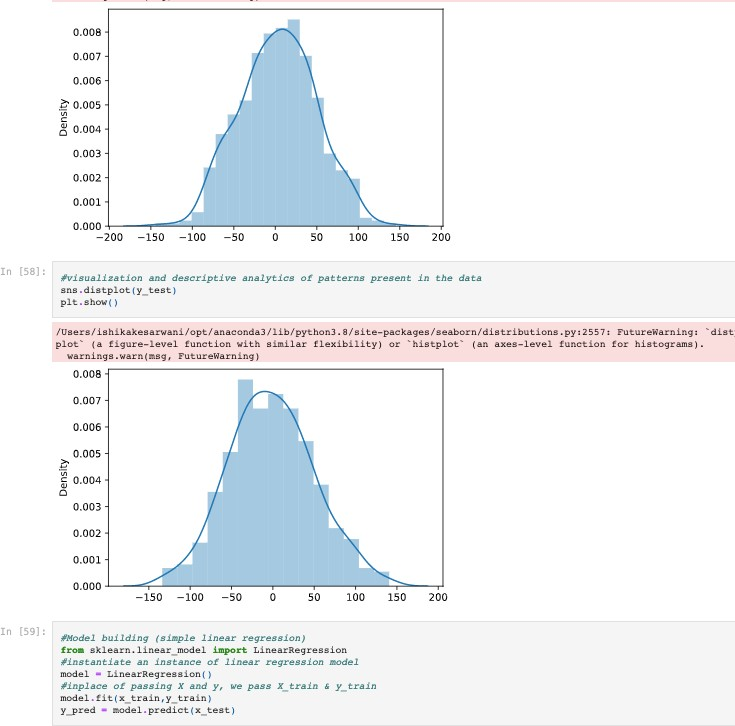 0.008
0.007
0.006
0.005
0.004
0.003
0.002
0.001
0.000
Density
−200 −150 −100 −50 0 50 100 150 200
In [58]:
#visualization and descriptive analytics of patterns present in the data
sns.distplot(y_test)
plt.show()
/Users/ishikakesarwani/opt/anaconda3/lib/python3.8/site-packages/seaborn/distributions.py:2557: FutureWarning:
plot` (a figure-level function with similar flexibility) or `histplot` (an axes-level function for histograms).
warnings.warn(msg, FutureWarning)
0.008
0.007
0.006
0.005
0.004
0.003
0.002
0.001
0.000
Density
−150 −100 −50 0 50 100 150 200
In [59]:
#Model building (simple linear regression)
from sklearn.linear_model import LinearRegression
#instantiate an instance of linear regression model
model = LinearRegression()
#inplace of passing X and y, we pass X_train & y_train
model.fit(x_train,y_train)
y_pred = model.predict(x_test)